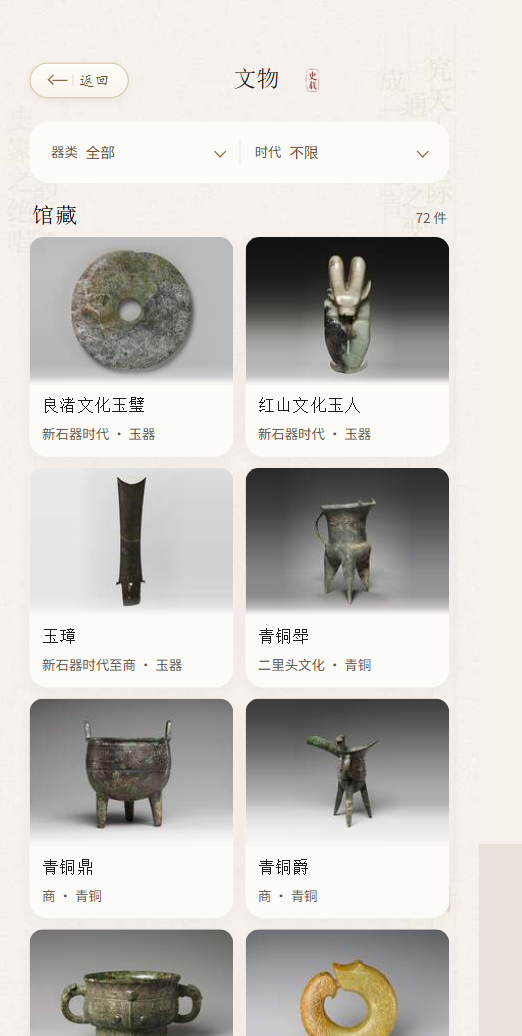 返回
文物
史载
器类 全部
时代 不限
馆藏
72 件
良渚文化玉璧
新石器时代 · 玉器
红山文化玉人
新石器时代 · 玉器
玉璋
新石器时代至商 · 玉器
青铜斝
二里头文化 · 青铜
青铜鼎
商 · 青铜
青铜爵
商 · 青铜